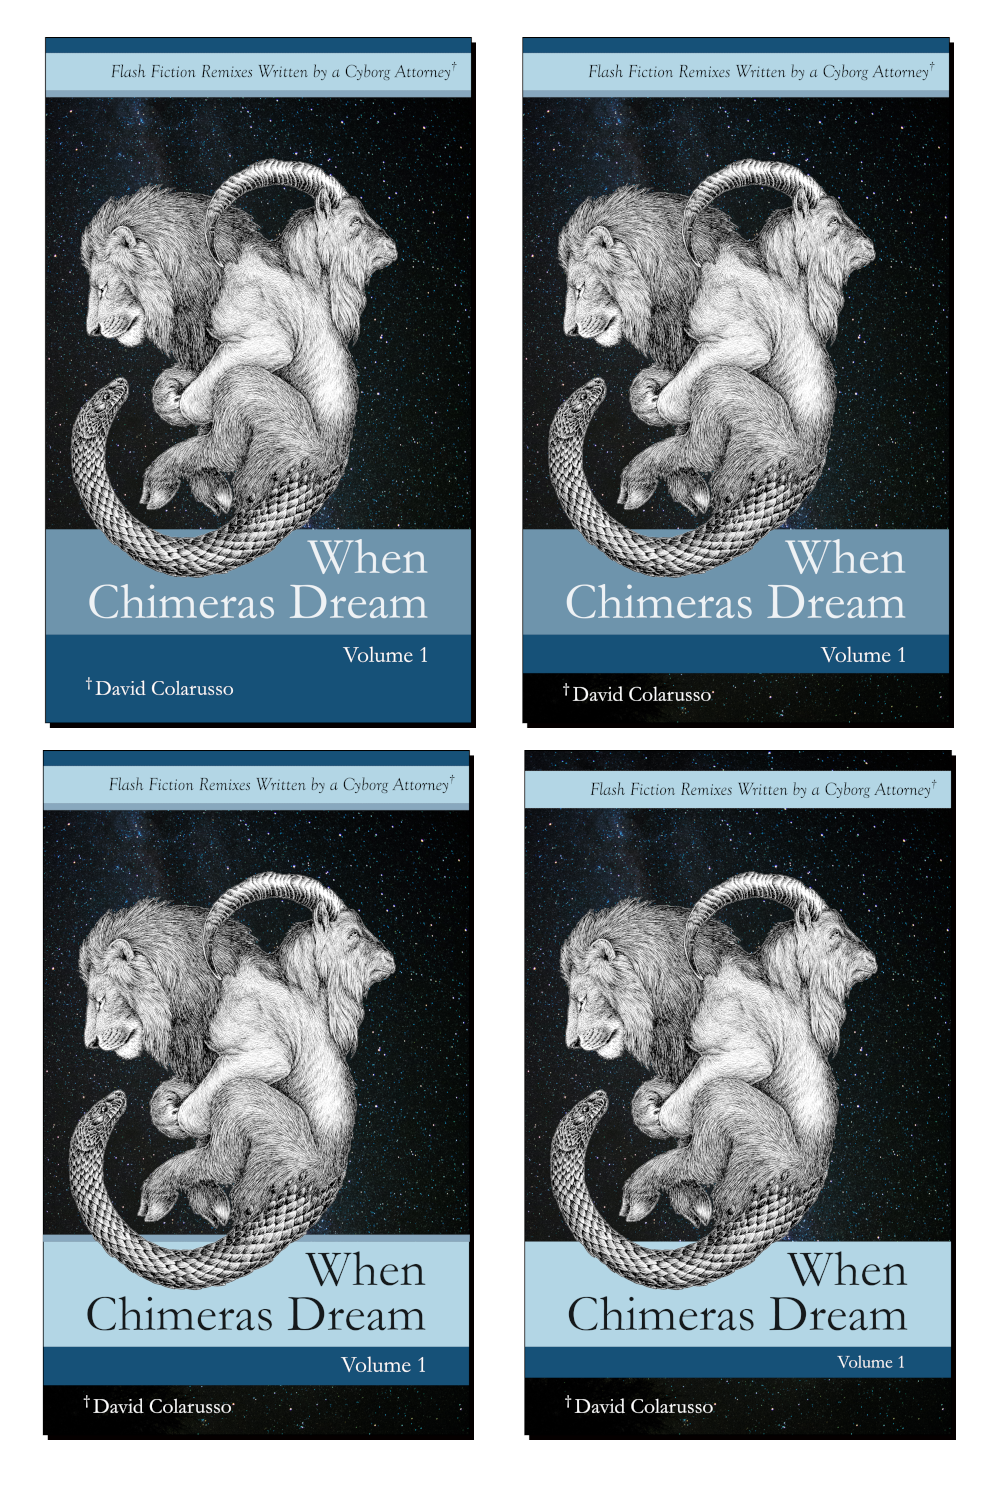 Flash Fiction Remixes Written by a Cyborg Attorney†
When
Chimeras Dream
Volume 1
†David Colarusso
Flash Fiction Remixes Written by a Cyborg Attorney†
When
Chimeras Dream
Volume 1
†David Colarusso
Flash Fiction Remixes Written by a Cyborg Attorney†
When
Chimeras Dream
Volume 1
†David Colarusso
Flash Fiction Remixes Written by a Cyborg Attorney†
When
Chimeras Dream
Volume 1
†David Colarusso